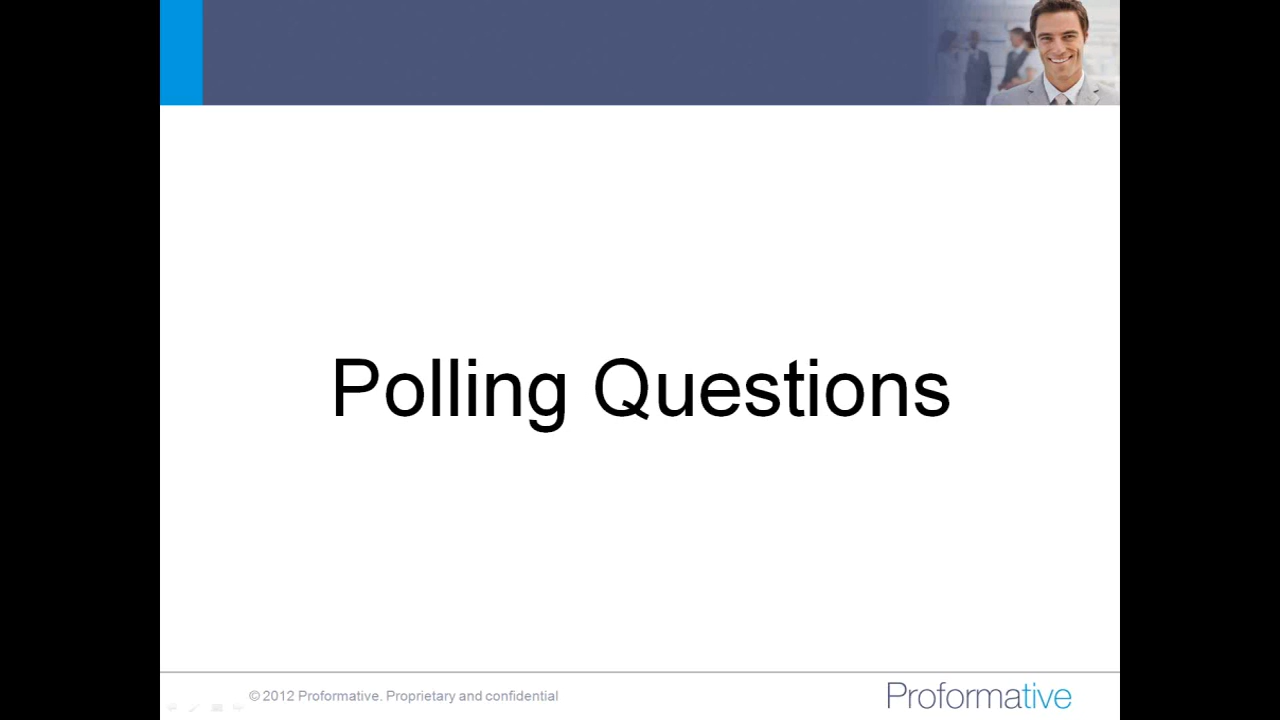 Polling Questions
© 2012 Proformative. Proprietary and confidential
Proformative